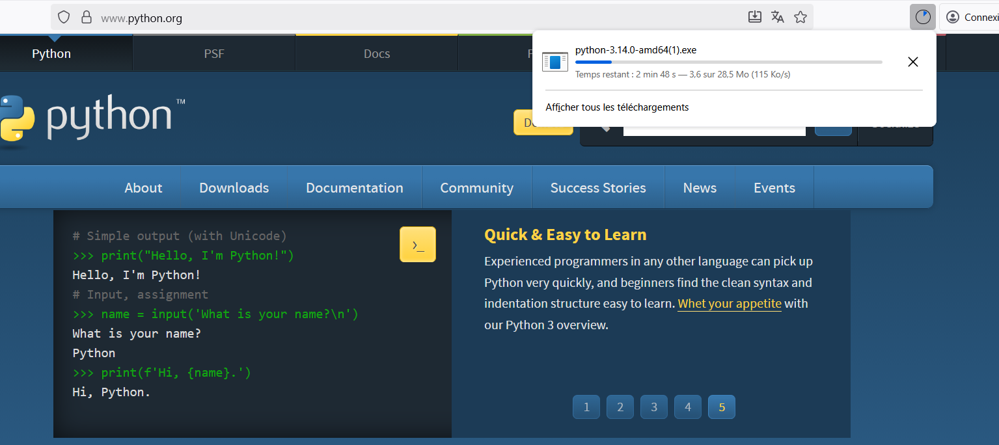 www.python.org
Connexi
Python
PSF
Docs
python-3.14.0-amd64(1).exe
Temps restant : 2 min 48 s — 3,6 sur 28,5 Mo (115 Ko/s)
Afficher tous les téléchargements
python™
About
Downloads
Documentation
Community
Success Stories
News
Events
# Simple output (with Unicode)
>>> print("Hello, I'm Python!")
Hello, I'm Python!
# Input, assignment
>>> name = input('What is your name?\n')
What is your name?
Python
>>> print(f'Hi, {name}.')
Hi, Python.
>_
Quick & Easy to Learn
Experienced programmers in any other language can pick up
Python very quickly, and beginners find the clean syntax and
indentation structure easy to learn. Whet your appetite with
our Python 3 overview.
1 2 3 4 5